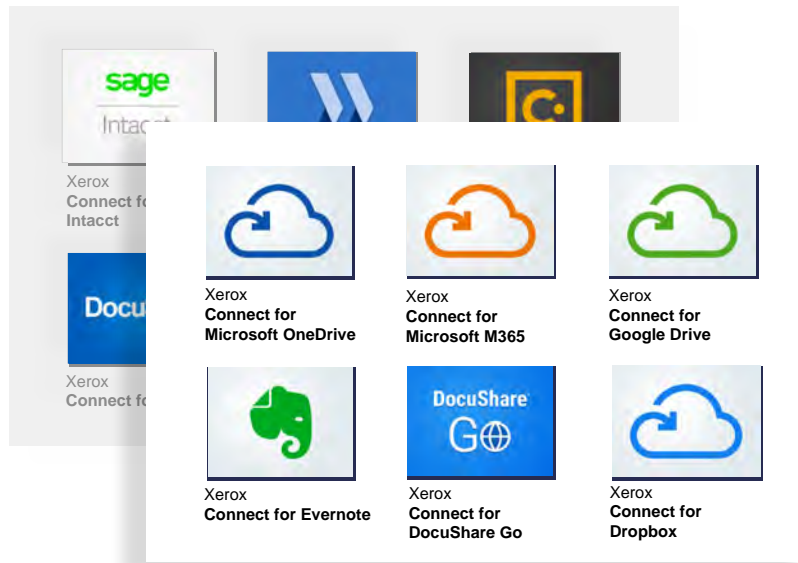 sage
Intacct
C:
Xerox
Connect fo
Intacct
Docu
Xerox
Connect fo
Xerox
Connect for
Microsoft OneDrive
Xerox
Connect for
Microsoft M365
Xerox
Connect for
Google Drive
Xerox
Connect for Evernote
DocuShare
GO
Xerox
Connect for
DocuShare Go
Xerox
Connect for
Dropbox